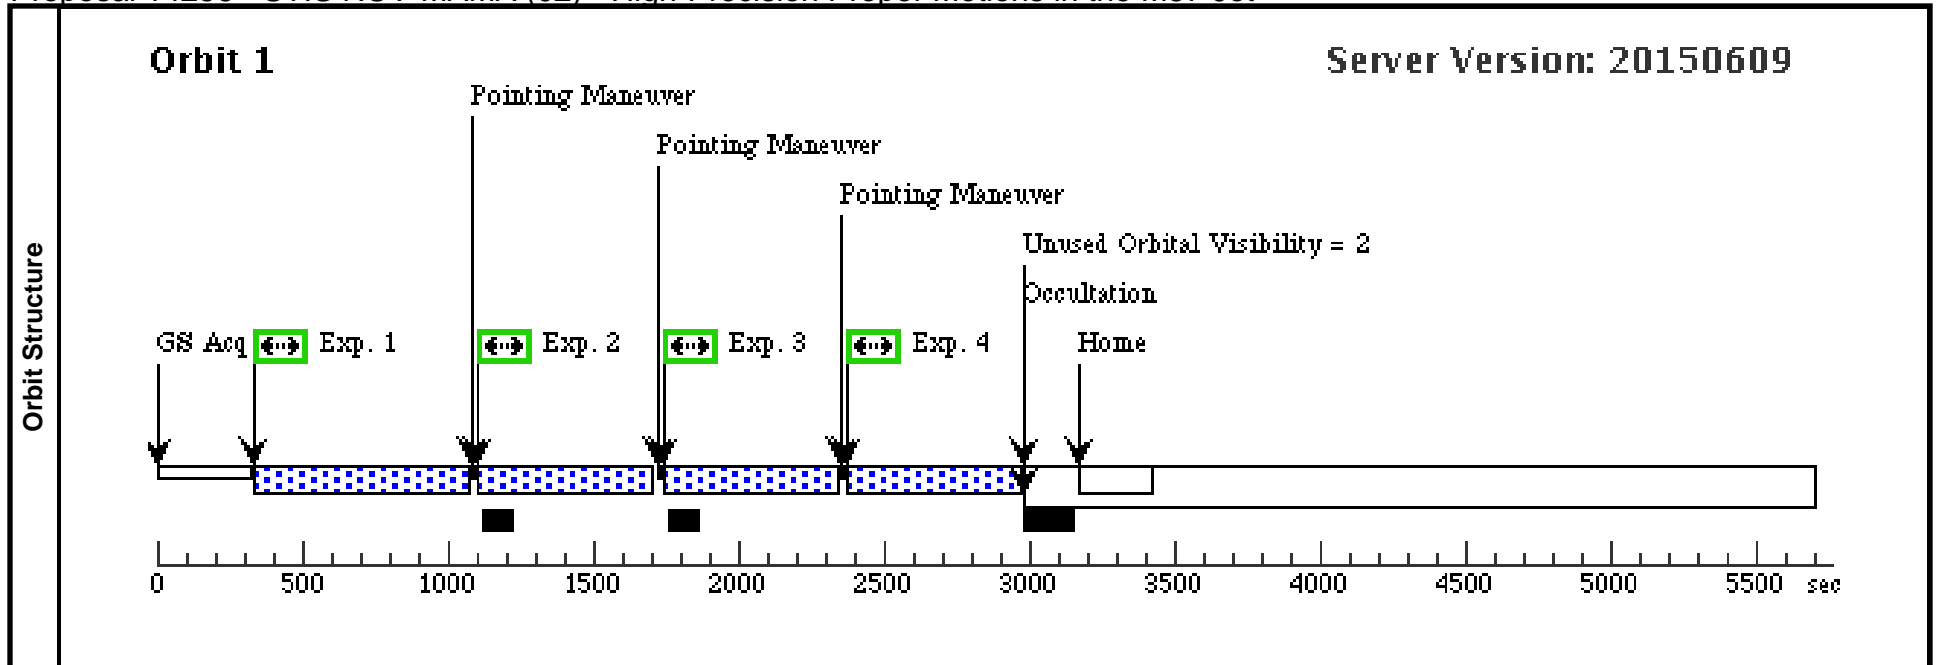 Orbit Structure
Orbit 1
Server Version: 20150609
Pointing Maneuver
Pointing Maneuver
Pointing Maneuver
Unused Orbital Visibility = 2
Occultation
GS Acq Exp. 1 Exp. 2 Exp. 3 Exp. 4 Home
0 500 1000 1500 2000 2500 3000 3500 4000 4500 5000 5500 sec